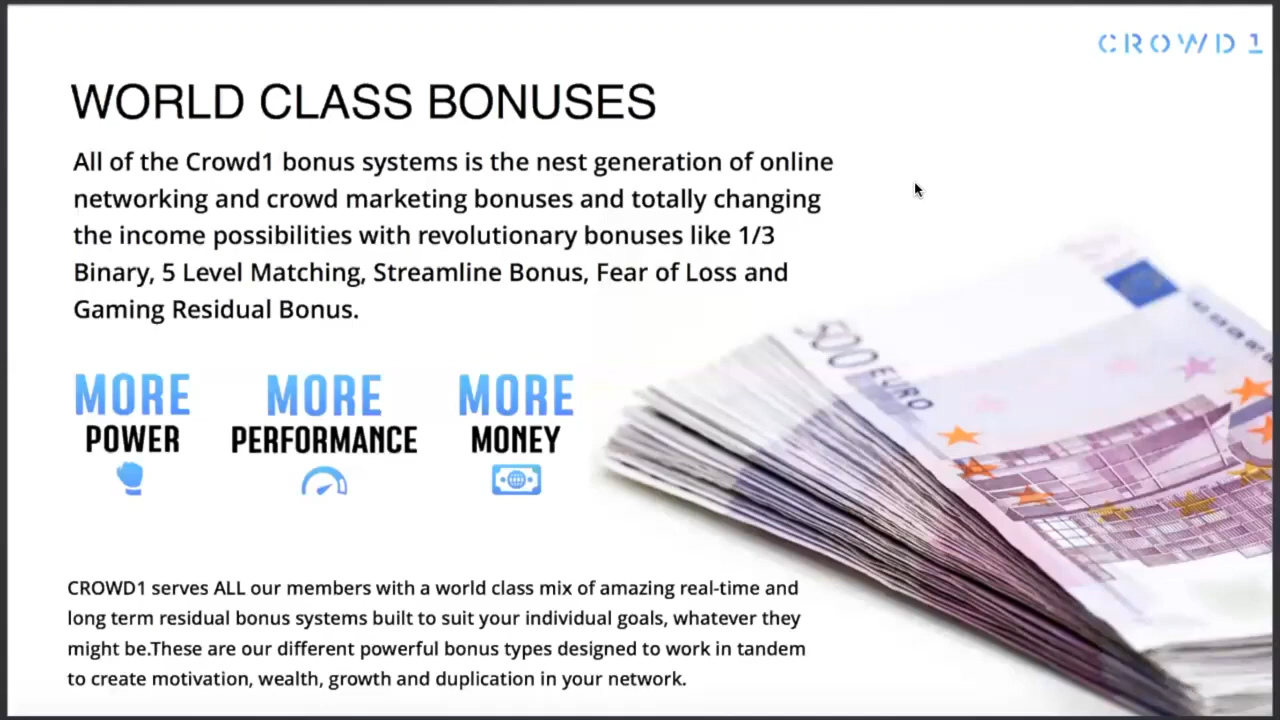 CROWD 1
WORLD CLASS BONUSES
All of the Crowd1 bonus systems is the nest generation of online
networking and crowd marketing bonuses and totally changing
the income possibilities with revolutionary bonuses like 1/3
Binary, 5 Level Matching, Streamline Bonus, Fear of Loss and
Gaming Residual Bonus.
MORE POWER
MORE PERFORMANCE
MORE MONEY
500 EURO
CROWD1 serves ALL our members with a world class mix of amazing real-time and
long term residual bonus systems built to suit your individual goals, whatever they
might be.These are our different powerful bonus types designed to work in tandem
to create motivation, wealth, growth and duplication in your network.